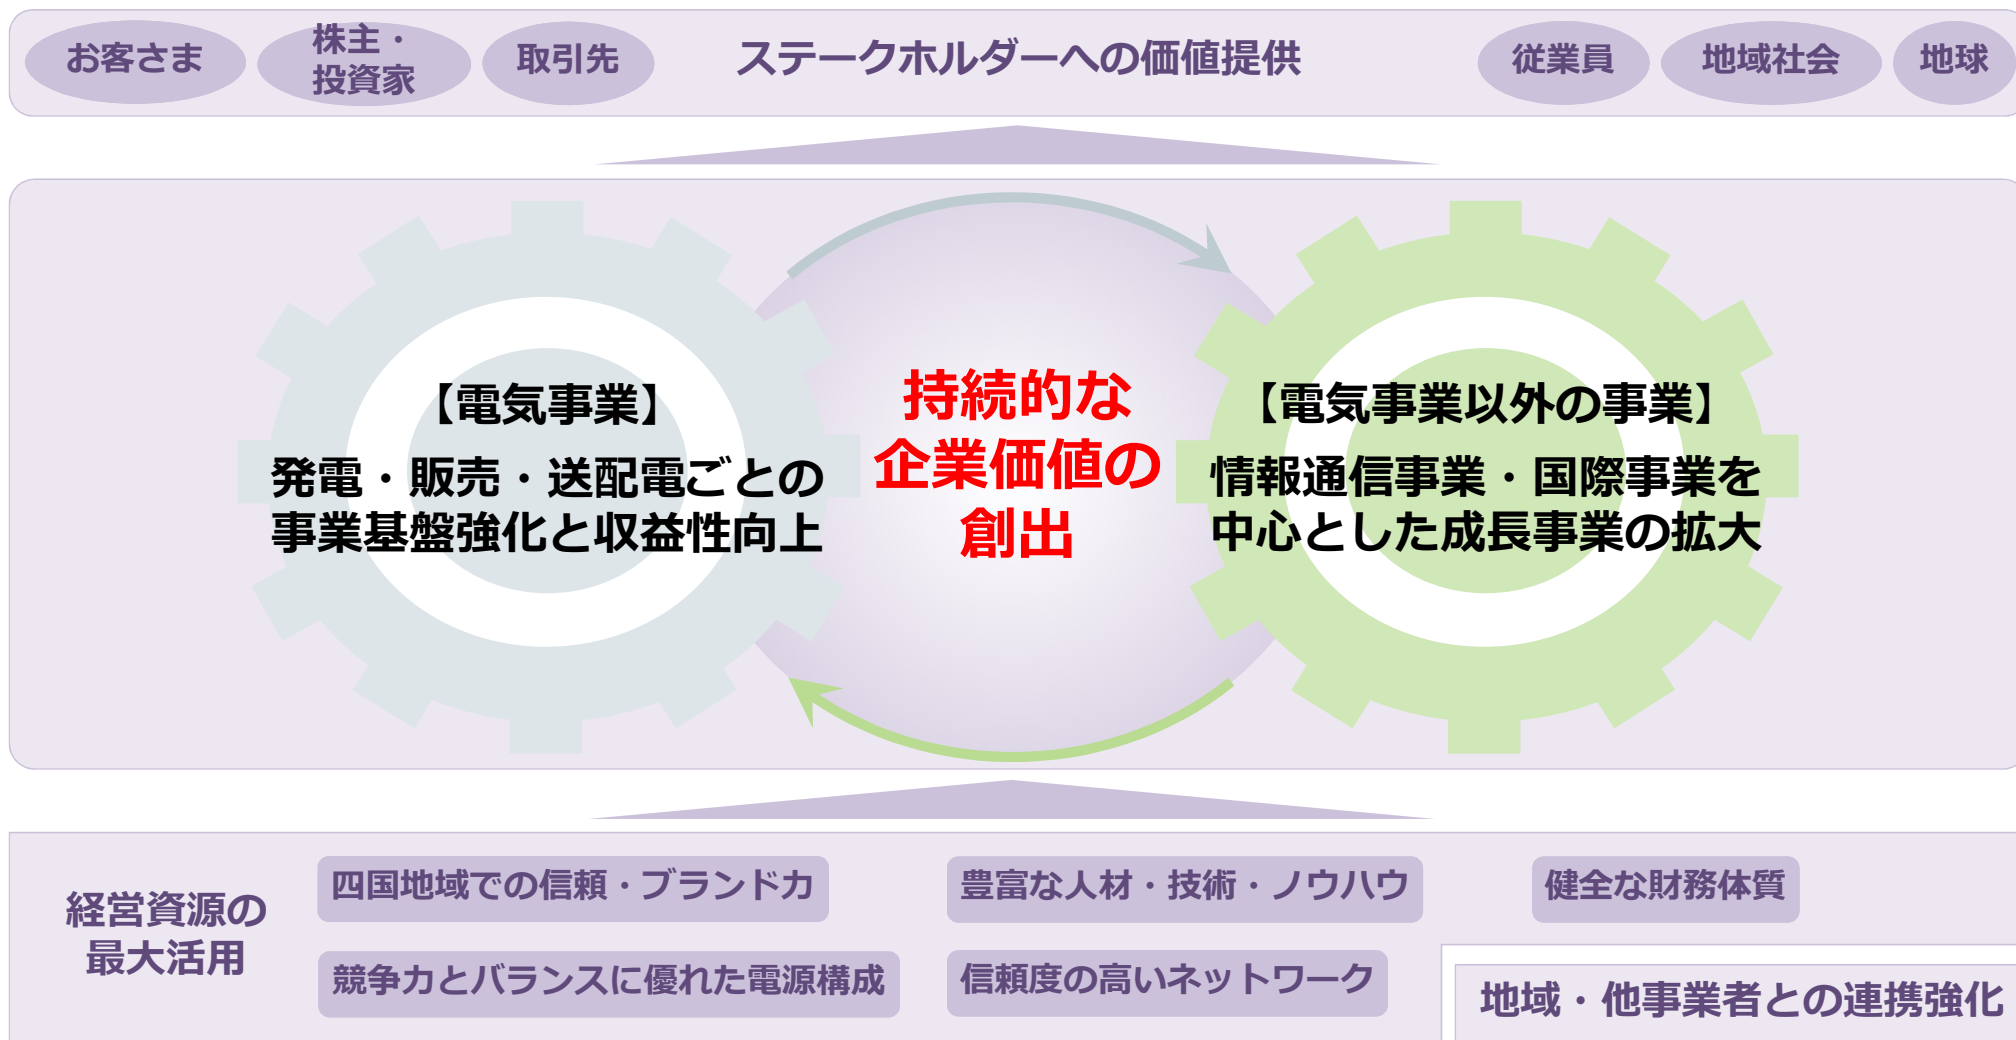 お客さま
株主・
投資家
取引先
ステークホルダーへの価値提供
従業員
地域社会
地球
【電気事業】
発電・販売・送配電ごとの
事業基盤強化と収益性向上
持続的な
企業価値の
創出
【電気事業以外の事業】
情報通信事業・国際事業を
中心とした成長事業の拡大
経営資源の
最大活用
四国地域での信頼・ブランド力
豊富な人材・技術・ノウハウ
健全な財務体質
競争力とバランスに優れた電源構成
信頼度の高いネットワーク
地域・他事業者との連携強化